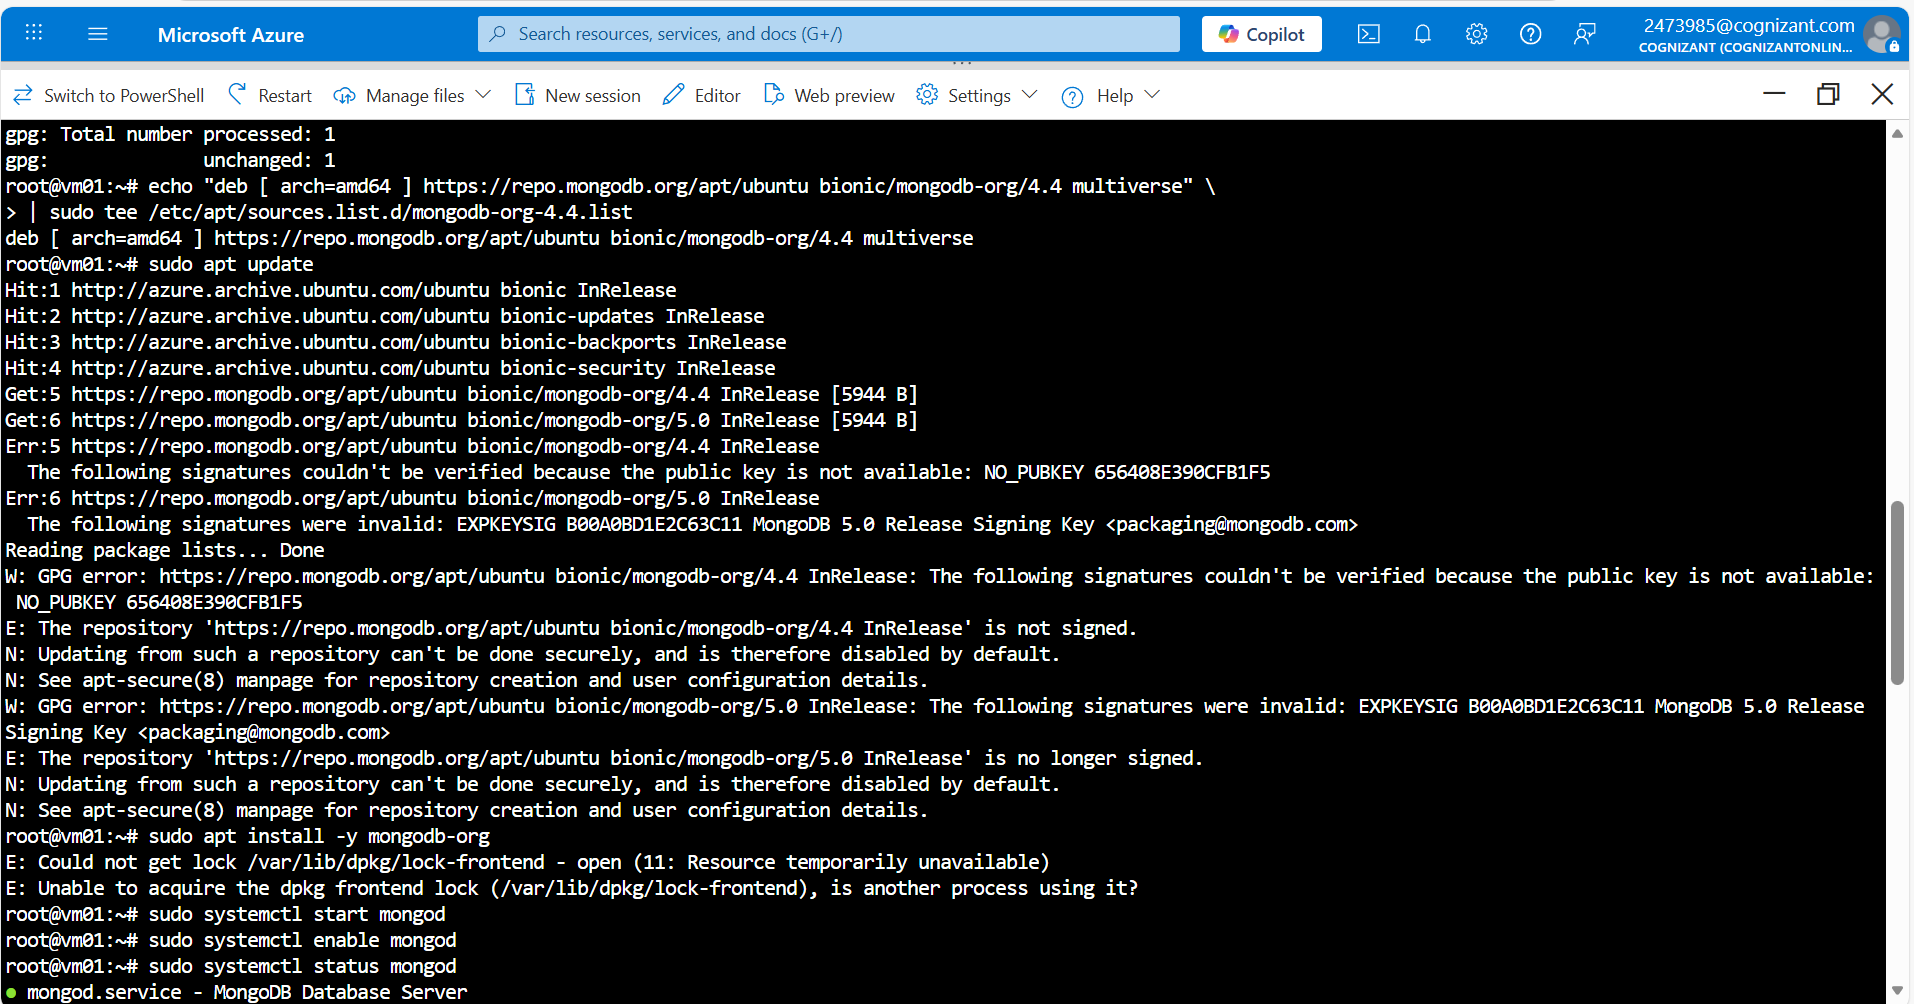 Microsoft Azure
Search resources, services, and docs (G+/)
Copilot
2473985@cognizant.com
COGNIZANT (COGNIZANTONLIN...
Switch to PowerShell
Restart
Manage files
New session
Editor
Web preview
Settings
Help
gpg: Total number processed: 1
gpg:              unchanged: 1
root@vm01:~# echo "deb [ arch=amd64 ] https://repo.mongodb.org/apt/ubuntu bionic/mongodb-org/4.4 multiverse" \
> | sudo tee /etc/apt/sources.list.d/mongodb-org-4.4.list
deb [ arch=amd64 ] https://repo.mongodb.org/apt/ubuntu bionic/mongodb-org/4.4 multiverse
root@vm01:~# sudo apt update
Hit:1 http://azure.archive.ubuntu.com/ubuntu bionic InRelease
Hit:2 http://azure.archive.ubuntu.com/ubuntu bionic-updates InRelease
Hit:3 http://azure.archive.ubuntu.com/ubuntu bionic-backports InRelease
Hit:4 http://azure.archive.ubuntu.com/ubuntu bionic-security InRelease
Get:5 https://repo.mongodb.org/apt/ubuntu bionic/mongodb-org/4.4 InRelease [5944 B]
Get:6 https://repo.mongodb.org/apt/ubuntu bionic/mongodb-org/5.0 InRelease [5944 B]
Err:5 https://repo.mongodb.org/apt/ubuntu bionic/mongodb-org/4.4 InRelease
  The following signatures couldn't be verified because the public key is not available: NO_PUBKEY 656408E390CFB1F5
Err:6 https://repo.mongodb.org/apt/ubuntu bionic/mongodb-org/5.0 InRelease
  The following signatures were invalid: EXPKEYSIG B00A0BD1E2C63C11 MongoDB 5.0 Release Signing Key <packaging@mongodb.com>
Reading package lists... Done
W: GPG error: https://repo.mongodb.org/apt/ubuntu bionic/mongodb-org/4.4 InRelease: The following signatures couldn't be verified because the public key is not available:
 NO_PUBKEY 656408E390CFB1F5
E: The repository 'https://repo.mongodb.org/apt/ubuntu bionic/mongodb-org/4.4 InRelease' is not signed.
N: Updating from such a repository can't be done securely, and is therefore disabled by default.
N: See apt-secure(8) manpage for repository creation and user configuration details.
W: GPG error: https://repo.mongodb.org/apt/ubuntu bionic/mongodb-org/5.0 InRelease: The following signatures were invalid: EXPKEYSIG B00A0BD1E2C63C11 MongoDB 5.0 Release
Signing Key <packaging@mongodb.com>
E: The repository 'https://repo.mongodb.org/apt/ubuntu bionic/mongodb-org/5.0 InRelease' is no longer signed.
N: Updating from such a repository can't be done securely, and is therefore disabled by default.
N: See apt-secure(8) manpage for repository creation and user configuration details.
root@vm01:~# sudo apt install -y mongodb-org
E: Could not get lock /var/lib/dpkg/lock-frontend - open (11: Resource temporarily unavailable)
E: Unable to acquire the dpkg frontend lock (/var/lib/dpkg/lock-frontend), is another process using it?
root@vm01:~# sudo systemctl start mongod
root@vm01:~# sudo systemctl enable mongod
root@vm01:~# sudo systemctl status mongod
● mongod.service - MongoDB Database Server